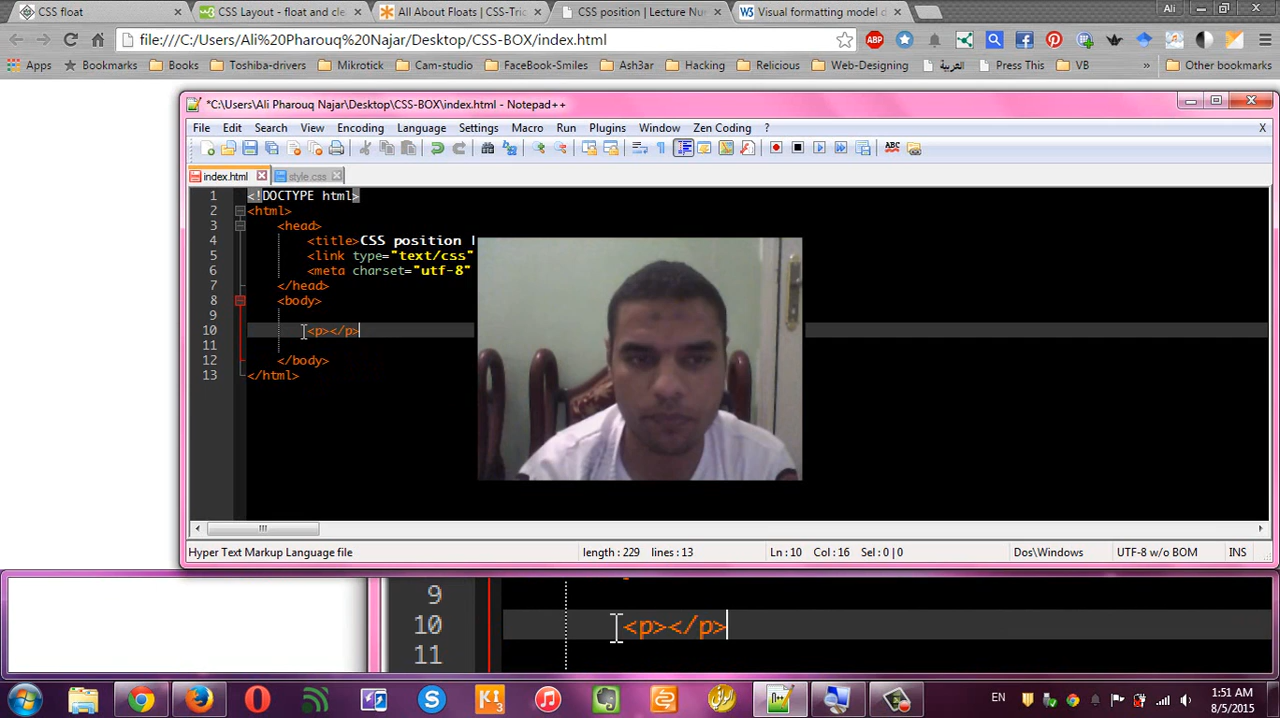 CSS float
CSS Layout - float and cle
All About Floats | CSS-Tric
CSS position | Lecture Nu
Visual formatting model d
Ali
file:///C:/Users/Ali%20Pharouq%20Najar/Desktop/CSS-BOX/index.html
ABP
Apps Bookmarks Books Toshiba-drivers Mikrotick Cam-studio FaceBook-Smiles Ash3ar Hacking Relicious Web-Designing العربية Press This VB » Other bookmarks
*C:\Users\Ali Pharouq Najar\Desktop\CSS-BOX\index.html - Notepad++
File Edit Search View Encoding Language Settings Macro Run Plugins Window Zen Coding ? X
index.html style.css
1 <!DOCTYPE html>
2 <html>
3 <head>
4 <title>CSS position |
5 <link type="text/css"
6 <meta charset="utf-8"
7 </head>
8 <body>
9
10 <p></p>
11
12 </body>
13 </html>
Hyper Text Markup Language file length : 229 lines : 13 Ln : 10 Col : 16 Sel : 0 | 0 Dos\Windows UTF-8 w/o BOM INS
9
10 <p></p>
11
EN
1:51 AM
8/5/2015